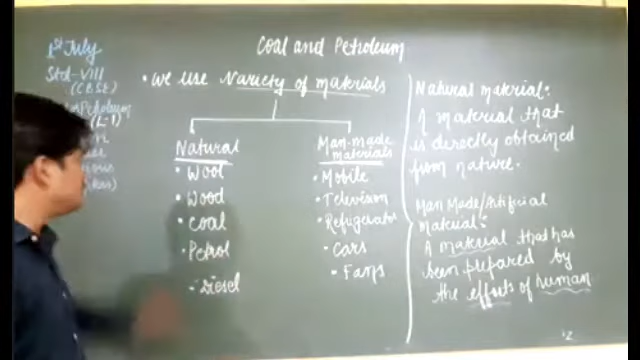 Coal and Petroleum
1st July
Std-VIII
(CBSE)
Petroleum
(L-1)
• We use Variety of materials
Natural
• Wool
• Wood
• Coal
• Petrol
• Diesel
Man-made
materials
• Mobile
• Television
• Refrigerator
• Cars
• Fans
Natural material:
A material that
is directly obtained
from nature.
Man Made/Artificial
Material:
A material that has
been prepared by
the efforts of human